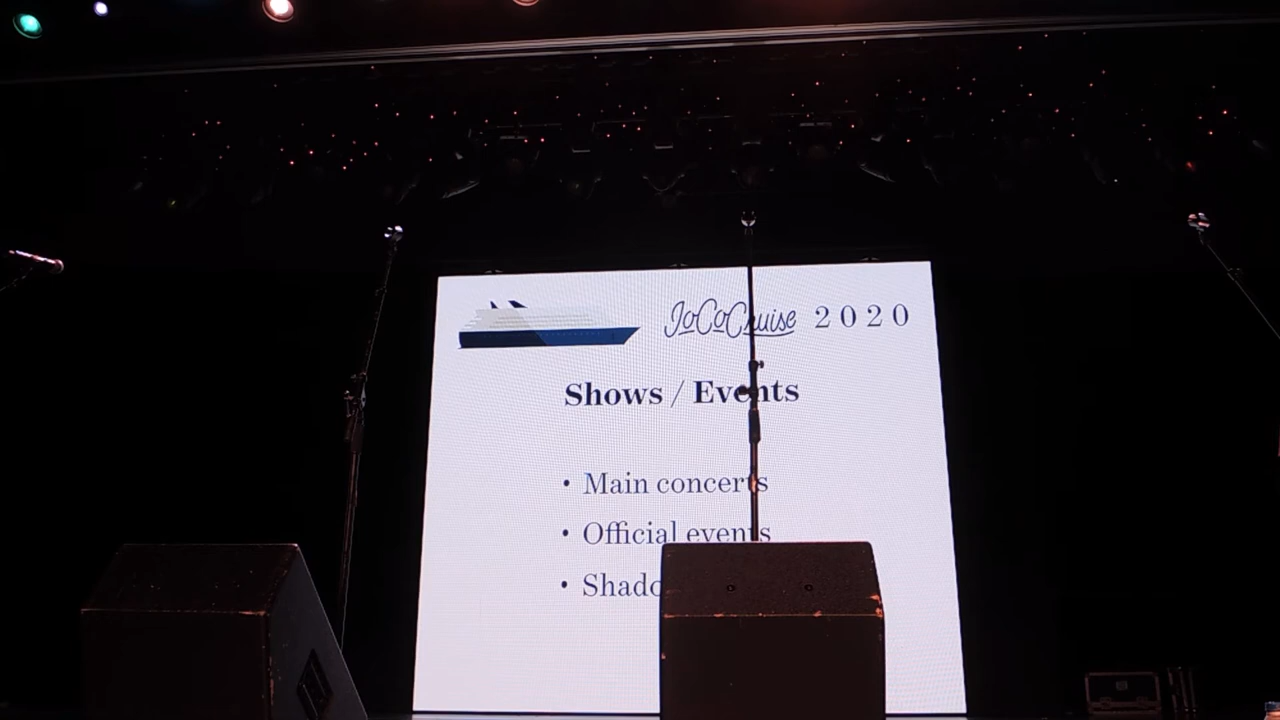 JoCoCruise 2020
Shows / Events
• Main concerts
• Official events